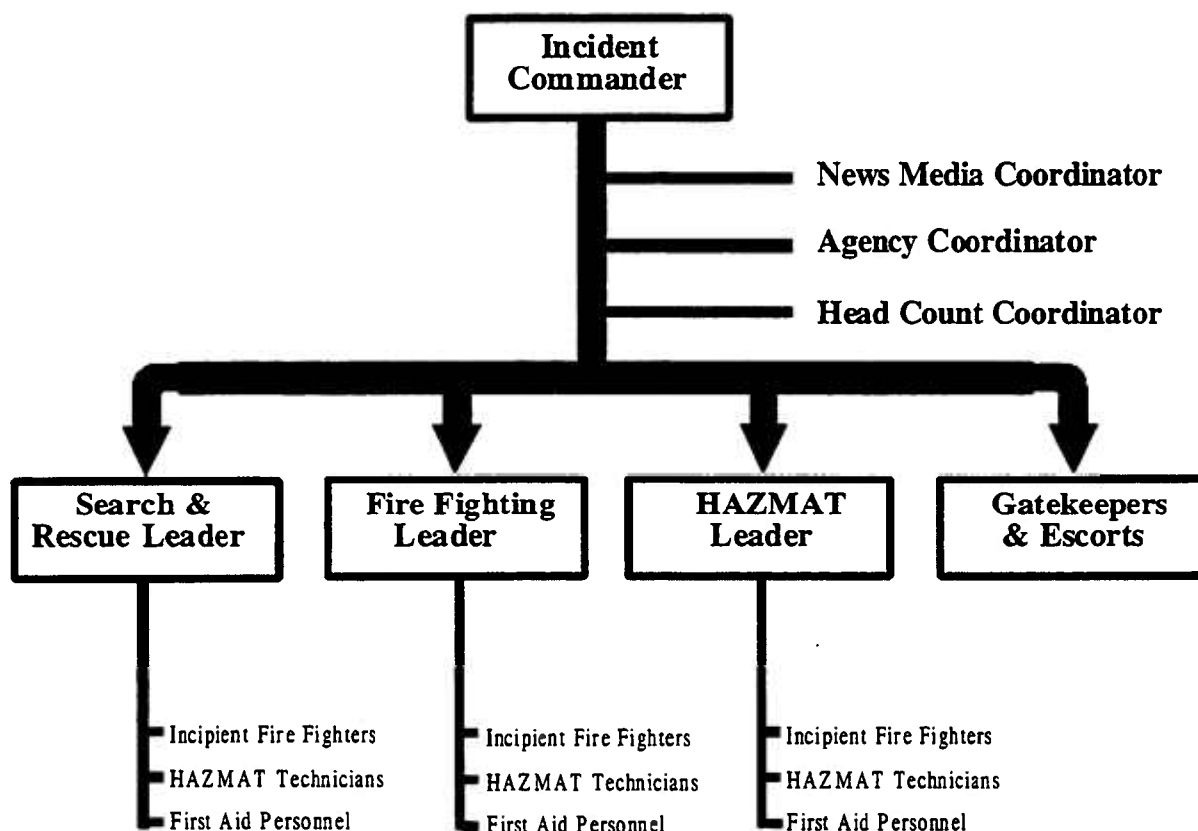 Incident
Commander
News Media Coordinator
Agency Coordinator
Head Count Coordinator
Search &
Rescue Leader
Fire Fighting
Leader
HAZMAT
Leader
Gatekeepers
& Escorts
Incipient Fire Fighters
HAZMAT Technicians
First Aid Personnel
Incipient Fire Fighters
HAZMAT Technicians
First Aid Personnel
Incipient Fire Fighters
HAZMAT Technicians
First Aid Personnel